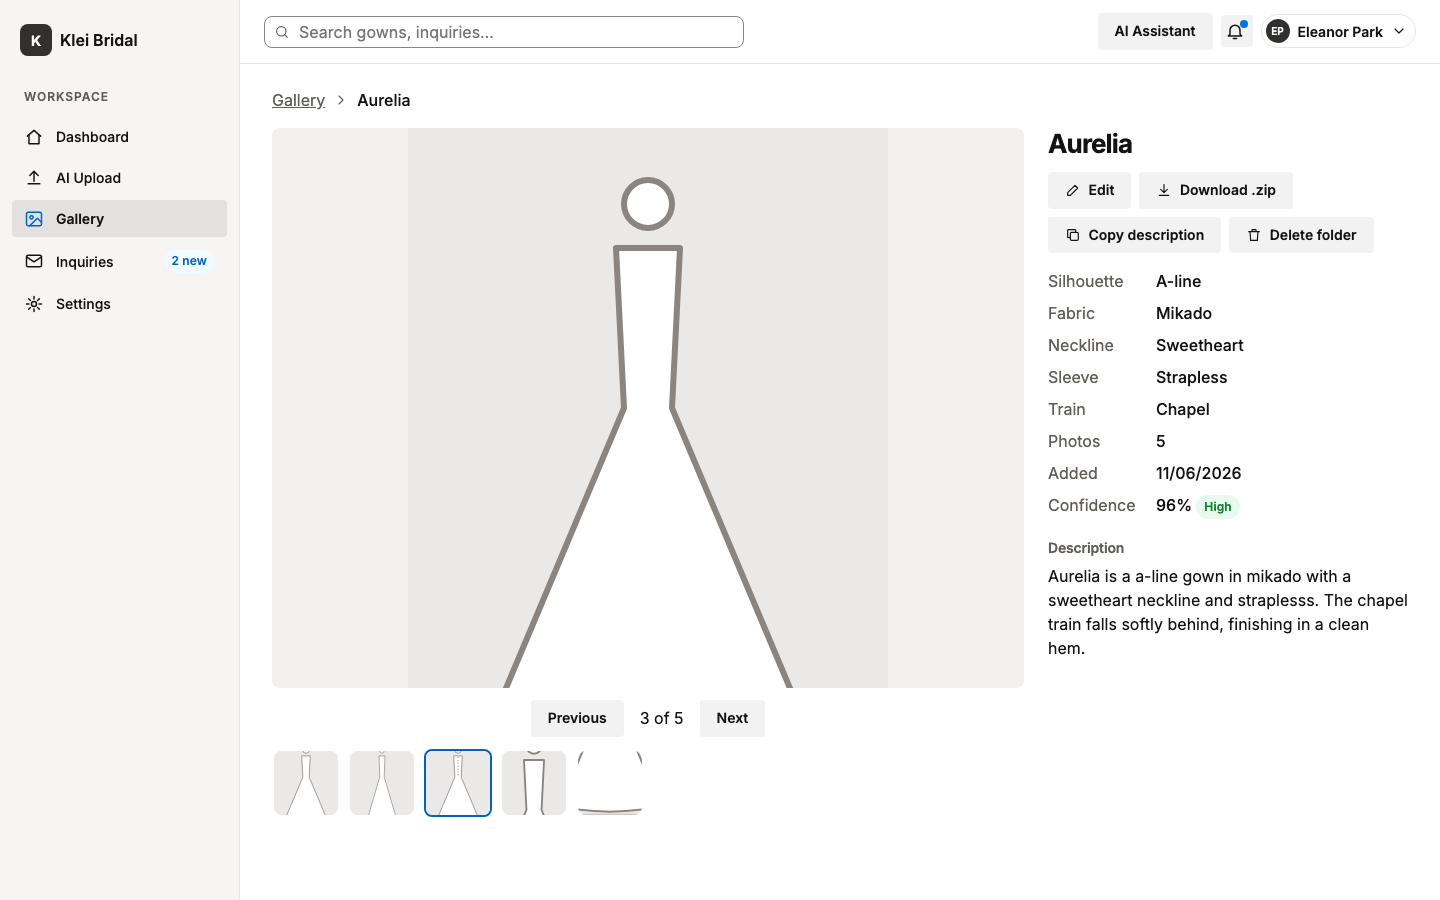 K Klei Bridal
WORKSPACE
Dashboard
AI Upload
Gallery
Inquiries 2 new
Settings
Search gowns, inquiries...
AI Assistant
EP Eleanor Park
Gallery Aurelia
Aurelia
Edit Download .zip
Copy description Delete folder
Silhouette A-line
Fabric Mikado
Neckline Sweetheart
Sleeve Strapless
Train Chapel
Photos 5
Added 11/06/2026
Confidence 96% High
Description
Aurelia is a a-line gown in mikado with a
sweetheart neckline and straplesss. The chapel
train falls softly behind, finishing in a clean
hem.
Previous 3 of 5 Next